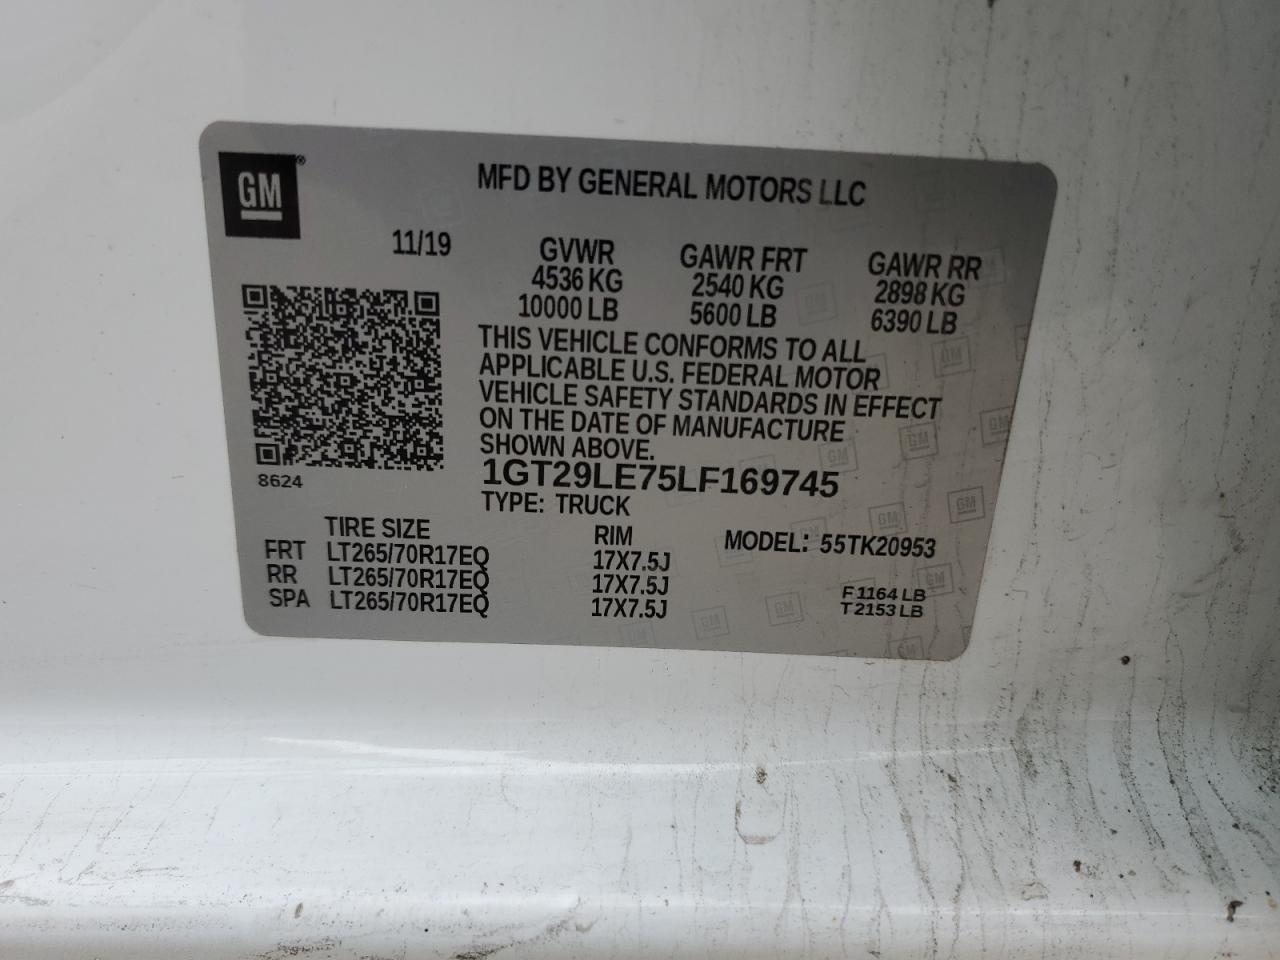 GM®
MFD BY GENERAL MOTORS LLC
11/19
GVWR GAWR FRT GAWR RR
4536 KG 2540 KG 2898 KG
10000 LB 5600 LB 6390 LB
THIS VEHICLE CONFORMS TO ALL
APPLICABLE U.S. FEDERAL MOTOR
VEHICLE SAFETY STANDARDS IN EFFECT
ON THE DATE OF MANUFACTURE
SHOWN ABOVE.
8624
1GT29LE75LF169745
TYPE: TRUCK
TIRE SIZE RIM MODEL: 55TK20953
FRT LT265/70R17EQ 17X7.5J
RR LT265/70R17EQ 17X7.5J
SPA LT265/70R17EQ 17X7.5J
F1164 LB
T2153 LB